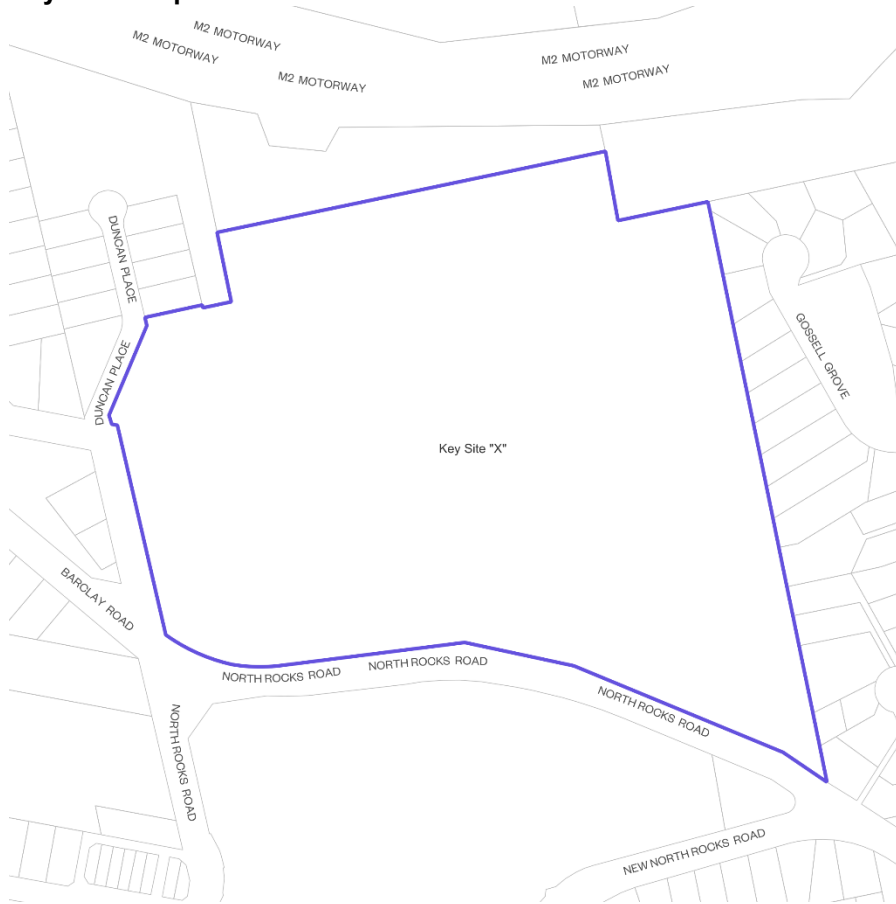 M2 MOTORWAY
M2 MOTORWAY
M2 MOTORWAY
M2 MOTORWAY
M2 MOTORWAY
DUNCAN PLACE
DUNCAN PLACE
GOSSELL GROVE
Key Site "X"
BARCLAY ROAD
NORTH ROCKS ROAD
NORTH ROCKS ROAD
NORTH ROCKS ROAD
NORTH ROCKS ROAD
NEW NORTH ROCKS ROAD